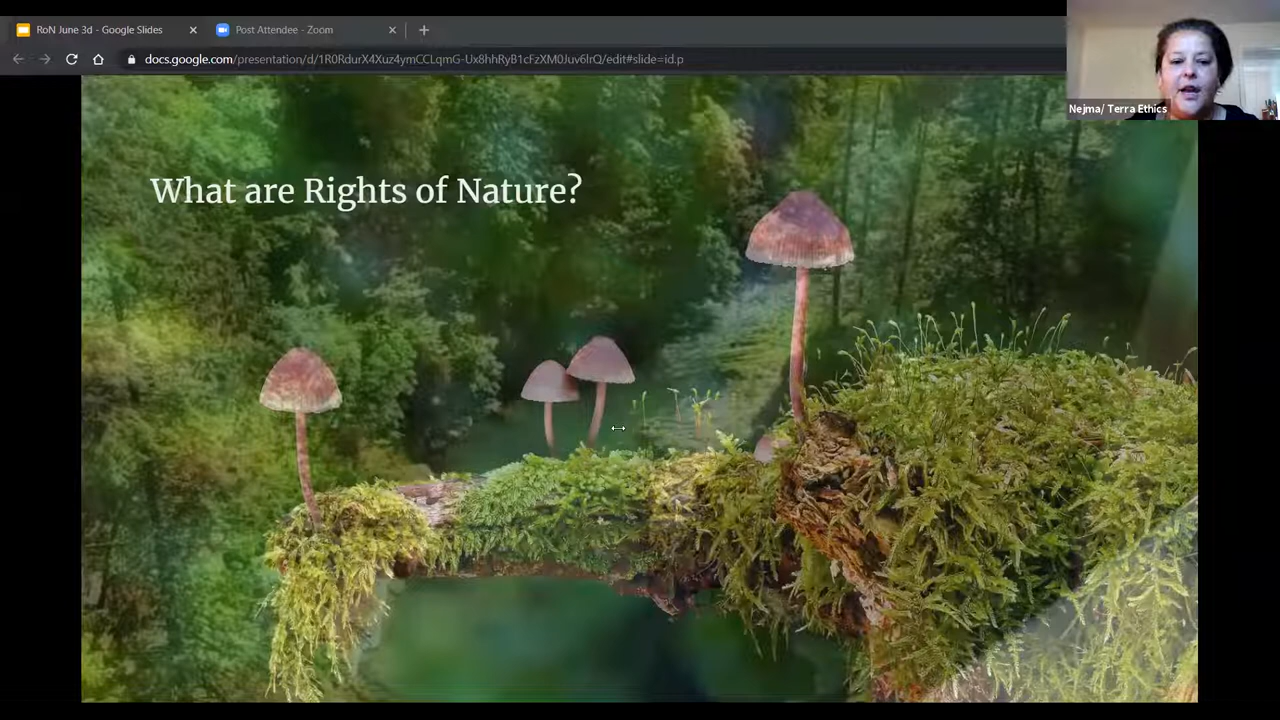 RoN June 3d - Google Slides
Post Attendee - Zoom
docs.google.com/presentation/d/1R0RdurX4Xuz4ymCCLqmG-Ux8hhRyB1cFzXM0Juv6lrQ/edit#slide=id.p
Nejma/ Terra Ethics
What are Rights of Nature?